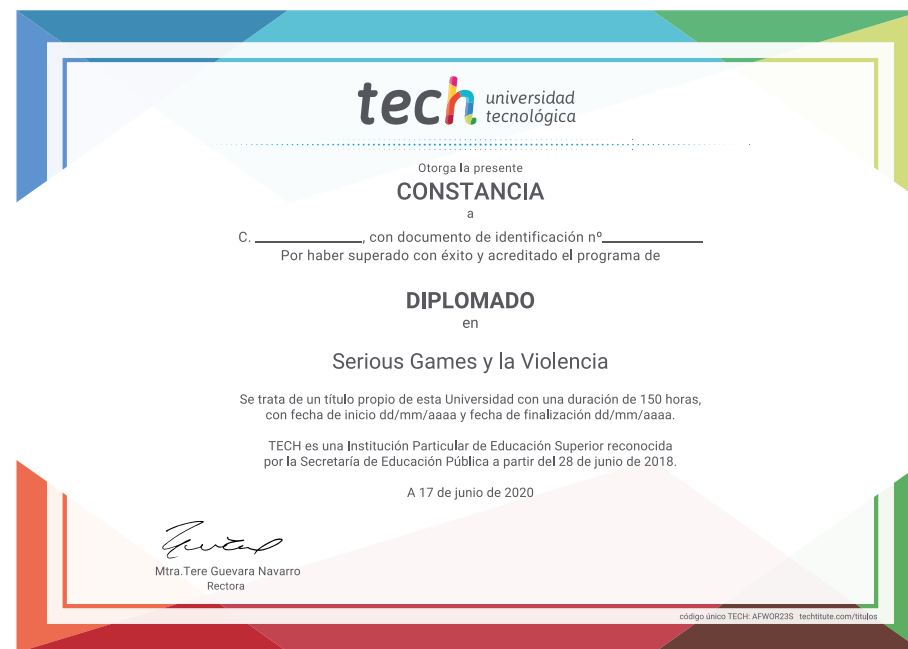 tech universidad
tecnológica
Otorga la presente
CONSTANCIA
a
C. ____________, con documento de identificación nº____________
Por haber superado con éxito y acreditado el programa de
DIPLOMADO
en
Serious Games y la Violencia
Se trata de un título propio de esta Universidad con una duración de 150 horas,
con fecha de inicio dd/mm/aaaa y fecha de finalización dd/mm/aaaa.
TECH es una Institución Particular de Educación Superior reconocida
por la Secretaría de Educación Pública a partir del 28 de junio de 2018.
A 17 de junio de 2020
Mtra.Tere Guevara Navarro
Rectora
código único TECH: AFWOR23S techtitute.com/titulos